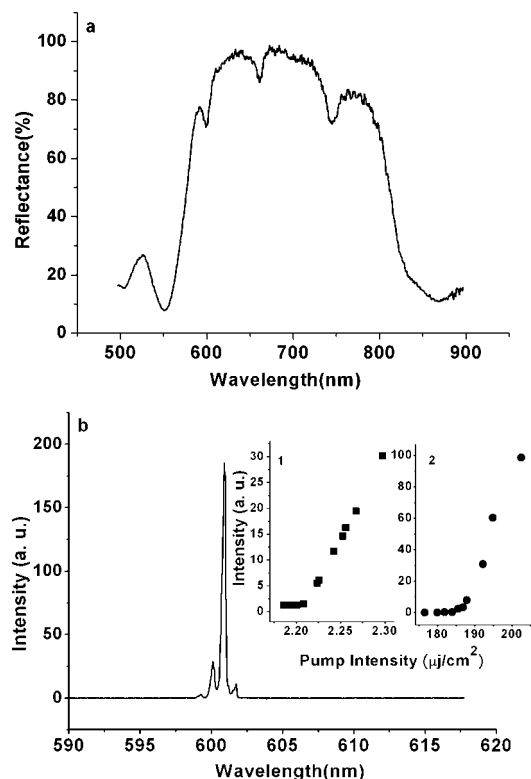 a
100
80
60
40
20
0
Reflectance(%)
500 600 700 800 900
Wavelength(nm)
b
200
150
100
50
0
Intensity (a. u.)
1
30
25
20
15
10
5
0
Intensity (a. u.)
2.20 2.25 2.30
2
100
80
60
40
20
0
180 190 200
Pump Intensity (μj/cm²)
590 595 600 605 610 615 620
Wavelength(nm)